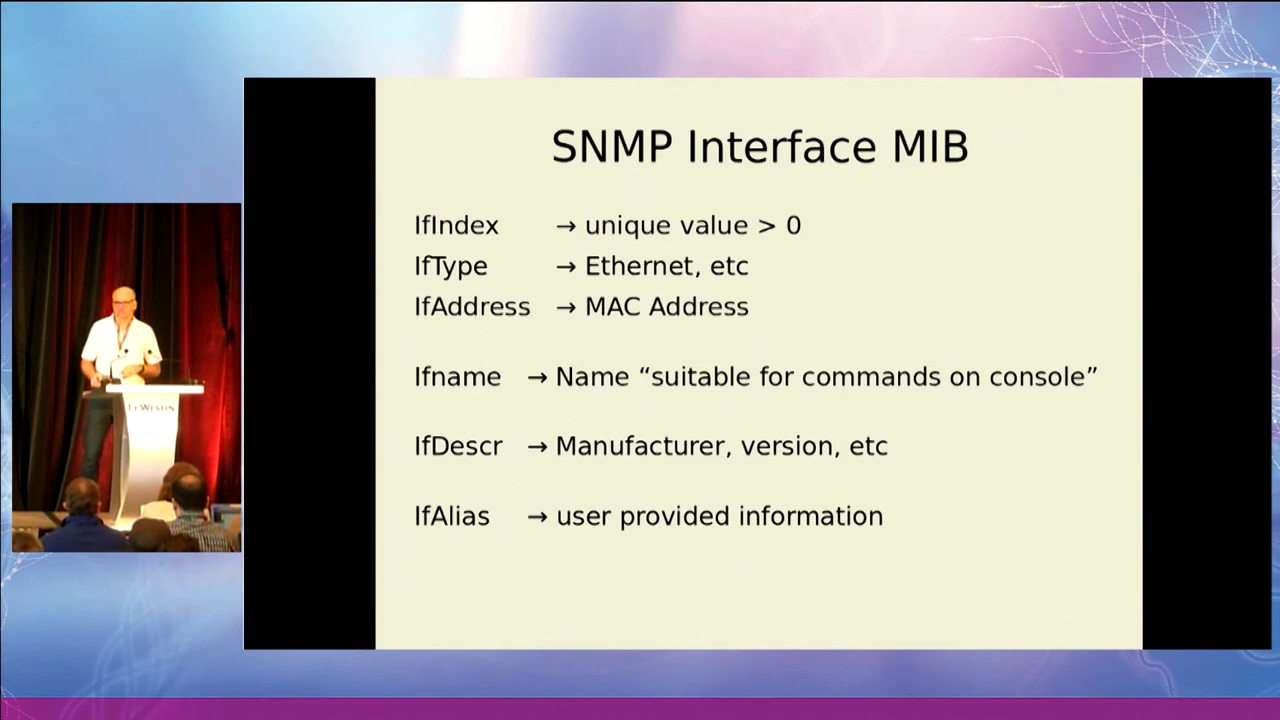 SNMP Interface MIB
IfIndex → unique value > 0
IfType → Ethernet, etc
IfAddress → MAC Address
Ifname → Name “suitable for commands on console”
IfDescr → Manufacturer, version, etc
IfAlias → user provided information
WESTIN